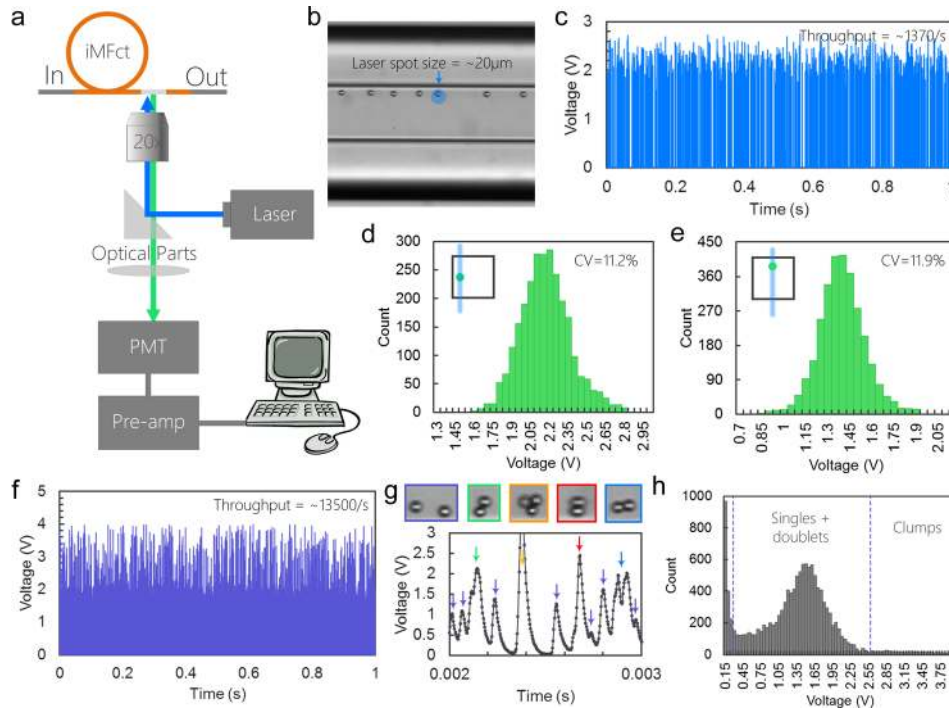 a
iMFct
In
Out
20x
Laser
Optical Parts
PMT
Pre-amp
b
Laser spot size = ~20μm
c
Throughput = ~1370/s
Voltage (V)
3
2
1
0
0 0.2 0.4 0.6 0.8 1
Time (s)
d
CV=11.2%
Count
300
250
200
150
100
50
0
1.3 1.45 1.6 1.75 1.9 2.05 2.2 2.35 2.5 2.65 2.8 2.95
Voltage (V)
e
CV=11.9%
Count
450
360
270
180
90
0
0.7 0.85 1 1.15 1.3 1.45 1.6 1.75 1.9 2.05
Voltage (V)
f
Throughput = ~13500/s
Voltage (V)
5
4
3
2
1
0
0 0.2 0.4 0.6 0.8 1
Time (s)
g
Voltage (V)
3
2.5
2
1.5
1
0.5
0
0.002 0.003
Time (s)
h
Singles +
doublets
Clumps
Count
1000
800
600
400
200
0
0.15 0.45 0.75 1.05 1.35 1.65 1.95 2.25 2.55 2.85 3.15 3.45 3.75
Voltage (V)